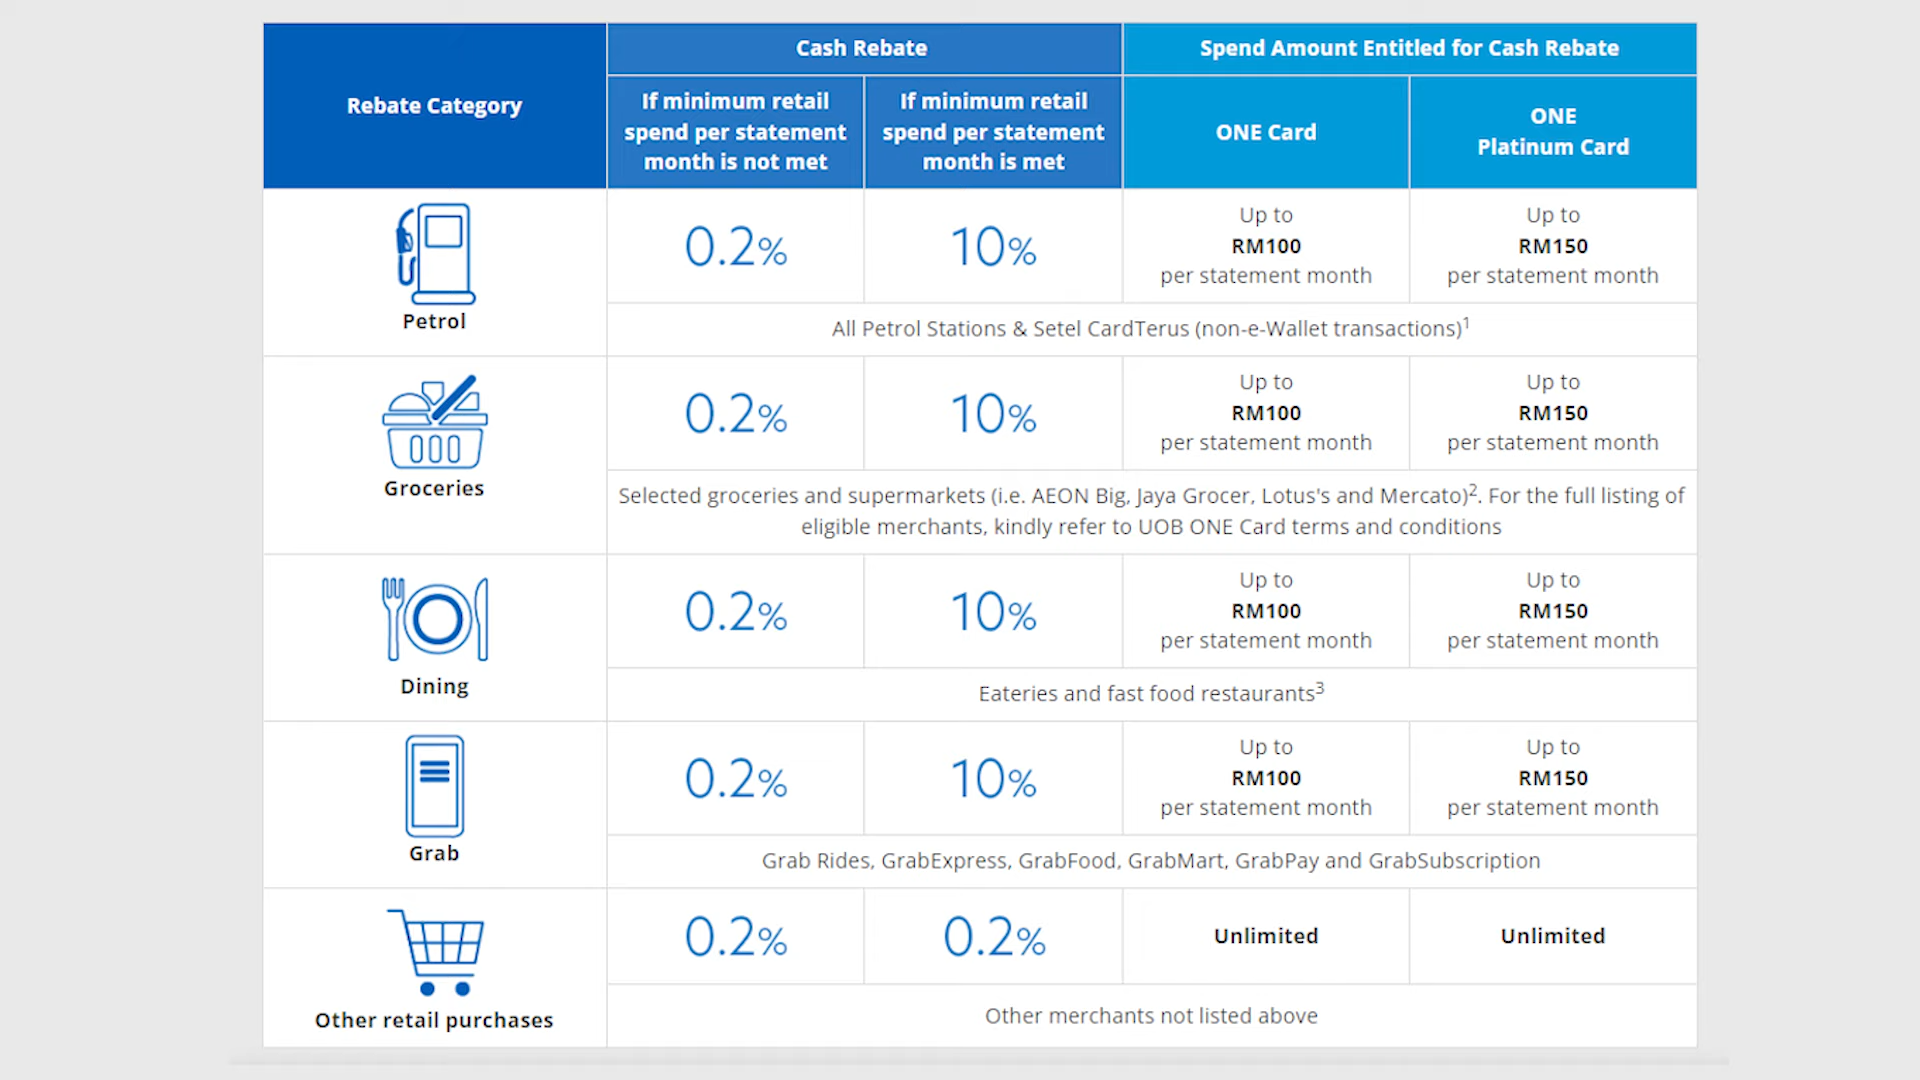 Rebate Category
Cash Rebate
Spend Amount Entitled for Cash Rebate
If minimum retail
spend per statement
month is not met
If minimum retail
spend per statement
month is met
ONE Card
ONE
Platinum Card
Petrol
0.2%
10%
Up to
RM100
per statement month
Up to
RM150
per statement month
All Petrol Stations & Setel CardTerus (non-e-Wallet transactions)1
Groceries
0.2%
10%
Up to
RM100
per statement month
Up to
RM150
per statement month
Selected groceries and supermarkets (i.e. AEON Big, Jaya Grocer, Lotus's and Mercato)2. For the full listing of
eligible merchants, kindly refer to UOB ONE Card terms and conditions
Dining
0.2%
10%
Up to
RM100
per statement month
Up to
RM150
per statement month
Eateries and fast food restaurants3
Grab
0.2%
10%
Up to
RM100
per statement month
Up to
RM150
per statement month
Grab Rides, GrabExpress, GrabFood, GrabMart, GrabPay and GrabSubscription
Other retail purchases
0.2%
0.2%
Unlimited
Unlimited
Other merchants not listed above